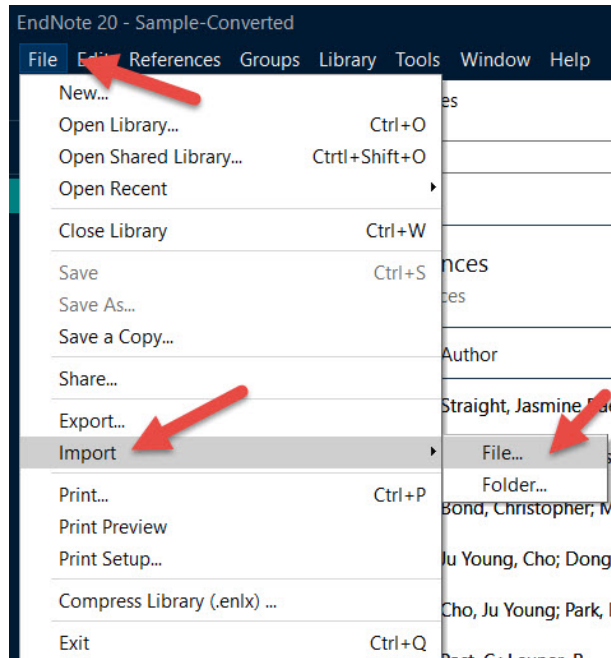 EndNote 20 - Sample-Converted
File Edit References Groups Library Tools Window Help
New...
es
Open Library... Ctrl+O
Open Shared Library... Ctrtl+Shift+O
Open Recent
Close Library Ctrl+W
nces
Save Ctrl+S
ces
Save As...
Save a Copy...
Author
Share...
Straight, Jasmine
Export...
Import
File...
Folder...
Print... Ctrl+P
Bond, Christopher; M
Print Preview
Ju Young, Cho; Dong
Print Setup...
Compress Library (.enlx) ...
Cho, Ju Young; Park,
Exit Ctrl+Q